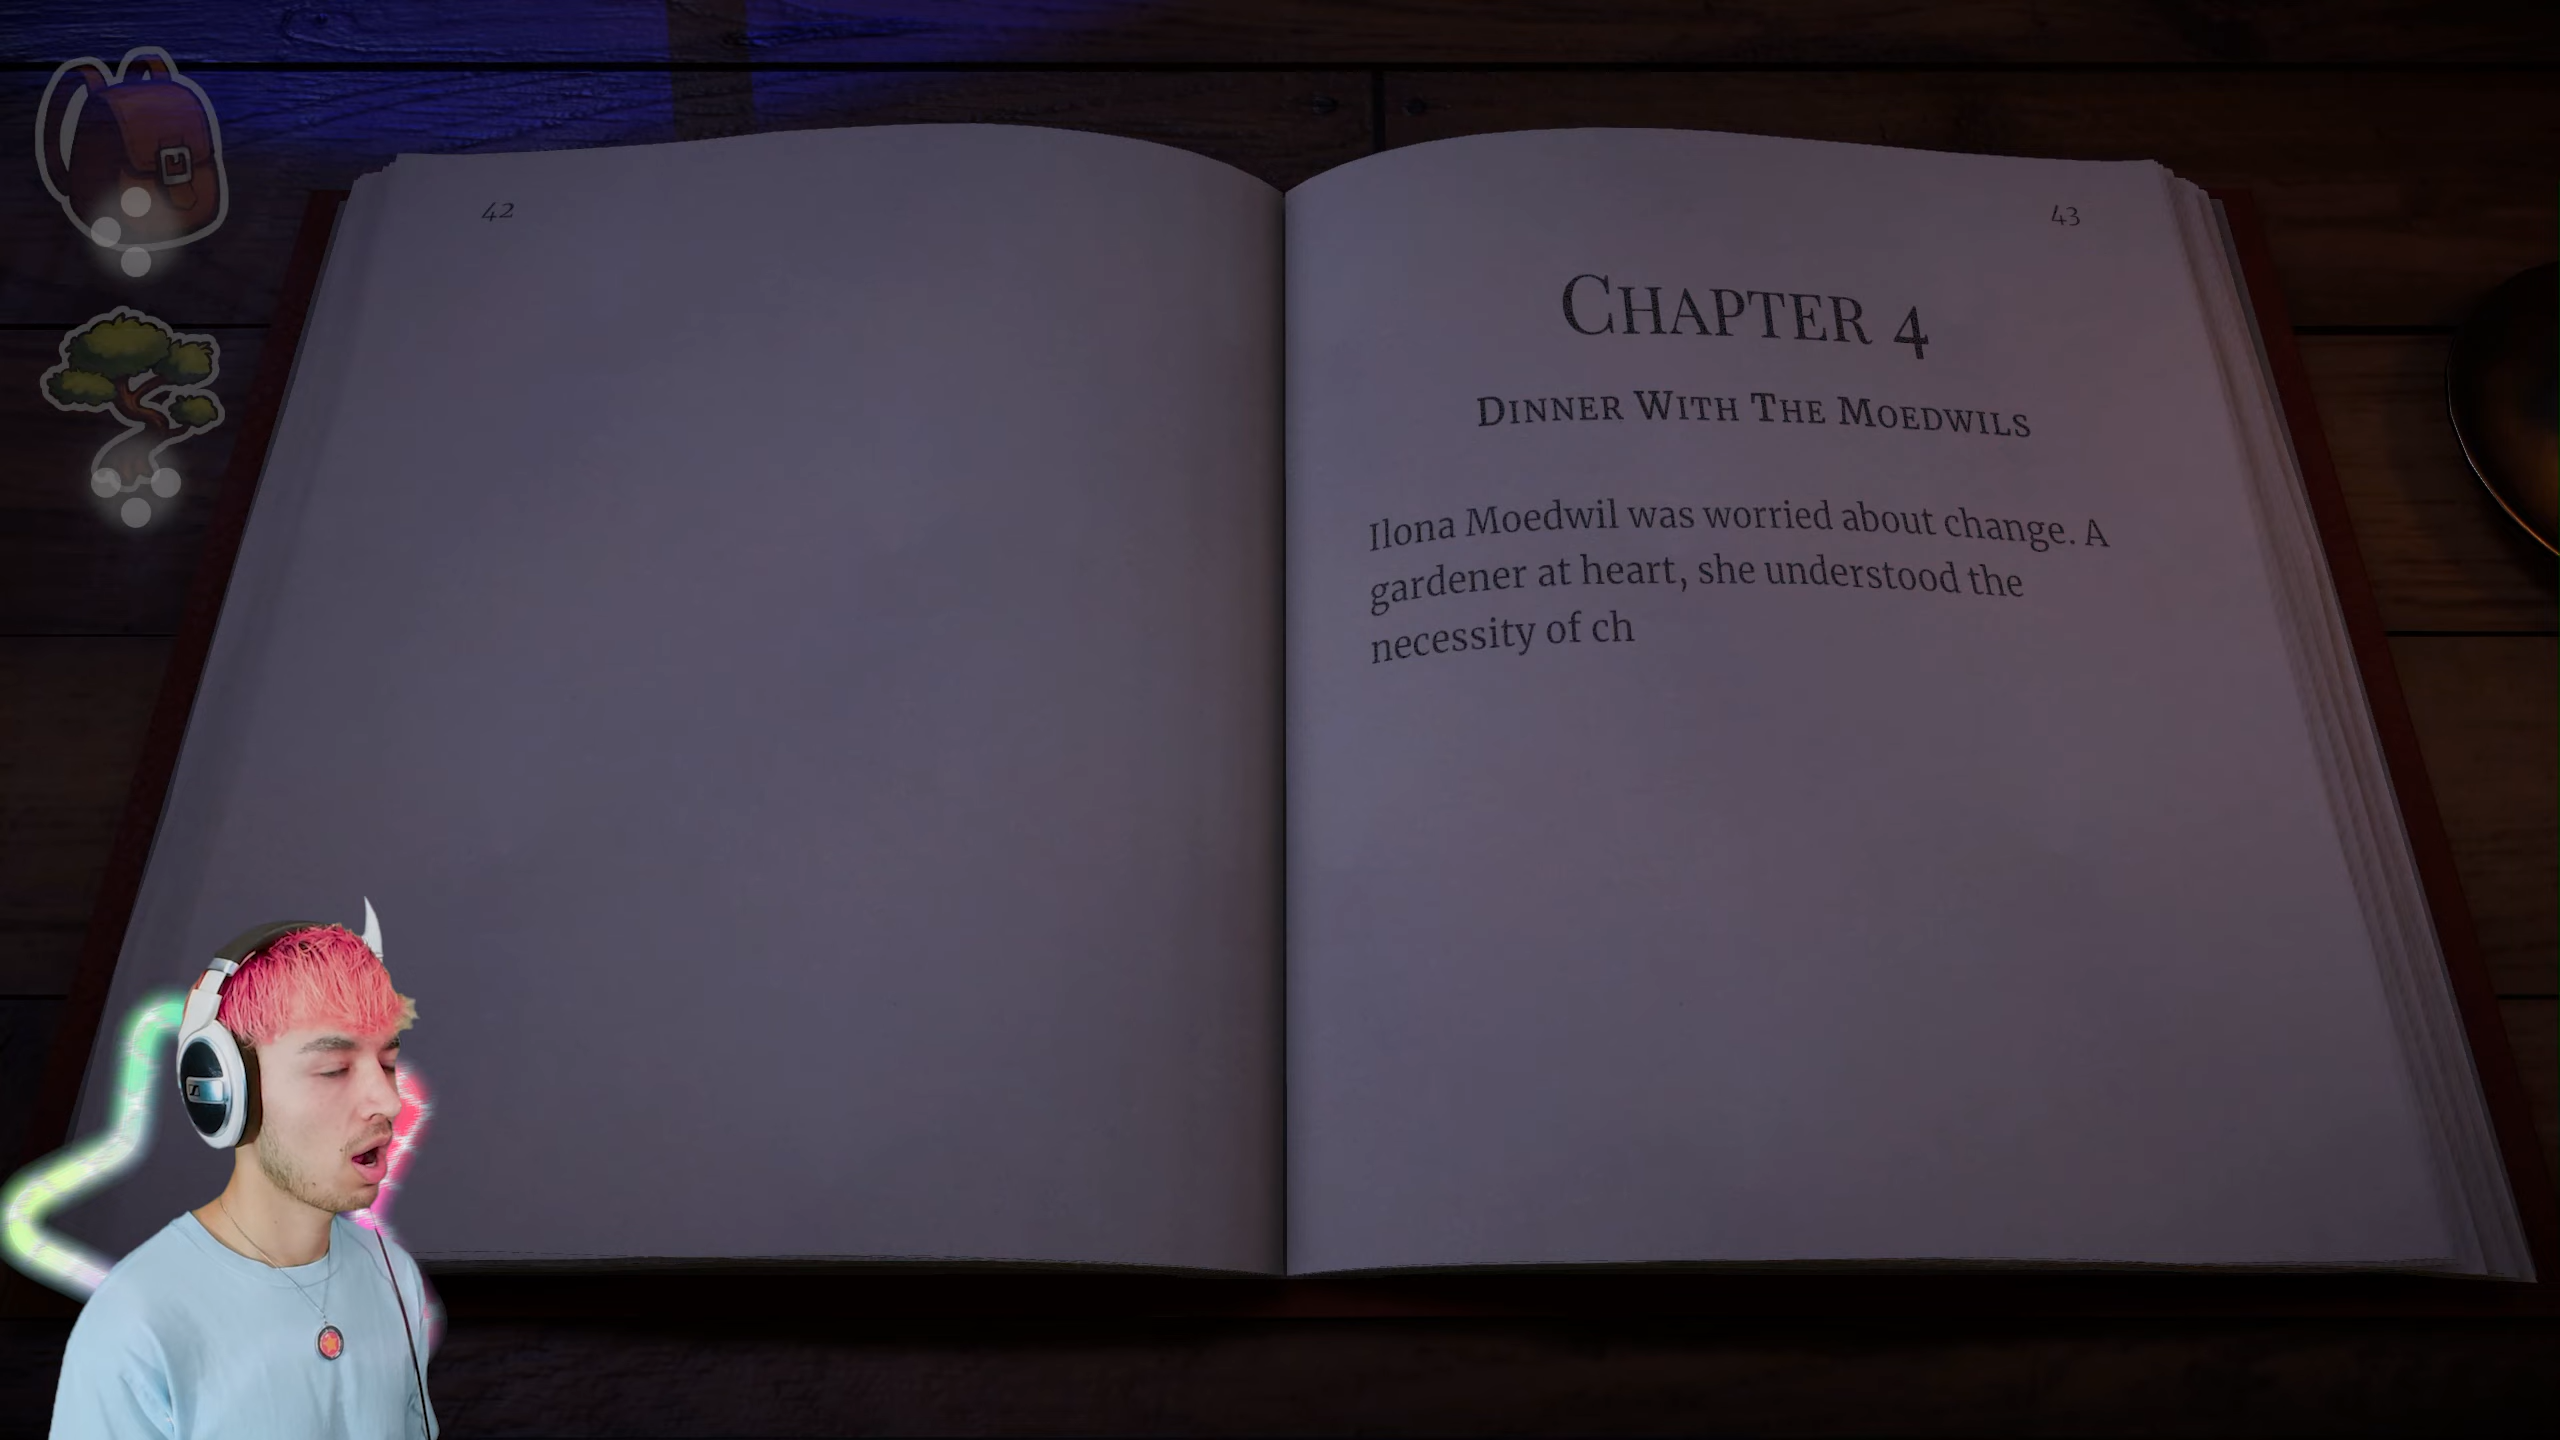 42
43
Chapter 4
Dinner With The Moedwils
Ilona Moedwil was worried about change. A
gardener at heart, she understood the
necessity of ch